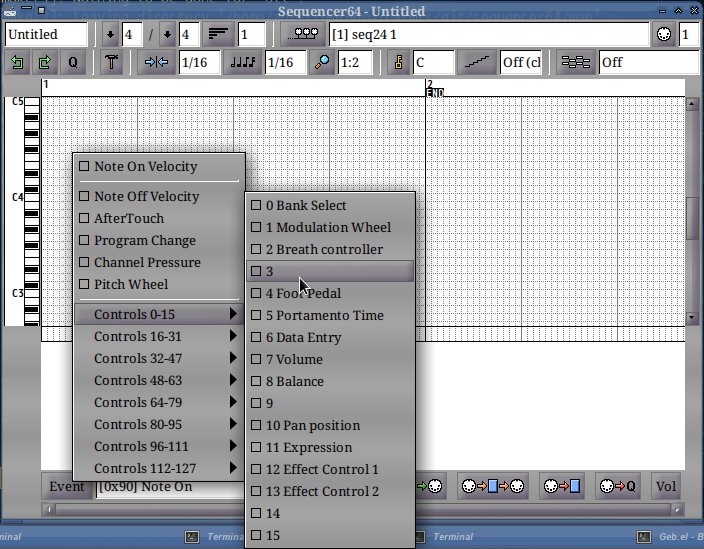 Sequencer64 - Untitled
Untitled 4 / 4 1 [1] seq24 1 1
Q 1/16 1/16 1:2 C Off (cl Off
1 2
END
C5
C4
C3
Note On Velocity
Note Off Velocity
AfterTouch
Program Change
Channel Pressure
Pitch Wheel
Controls 0-15
Controls 16-31
Controls 32-47
Controls 48-63
Controls 64-79
Controls 80-95
Controls 96-111
Controls 112-127
0 Bank Select
1 Modulation Wheel
2 Breath controller
3
4 Foot Pedal
5 Portamento Time
6 Data Entry
7 Volume
8 Balance
9
10 Pan position
11 Expression
12 Effect Control 1
13 Effect Control 2
14
15
Event [0x90] Note On Q Vol
minal Terminal Terminal Geb.el - B